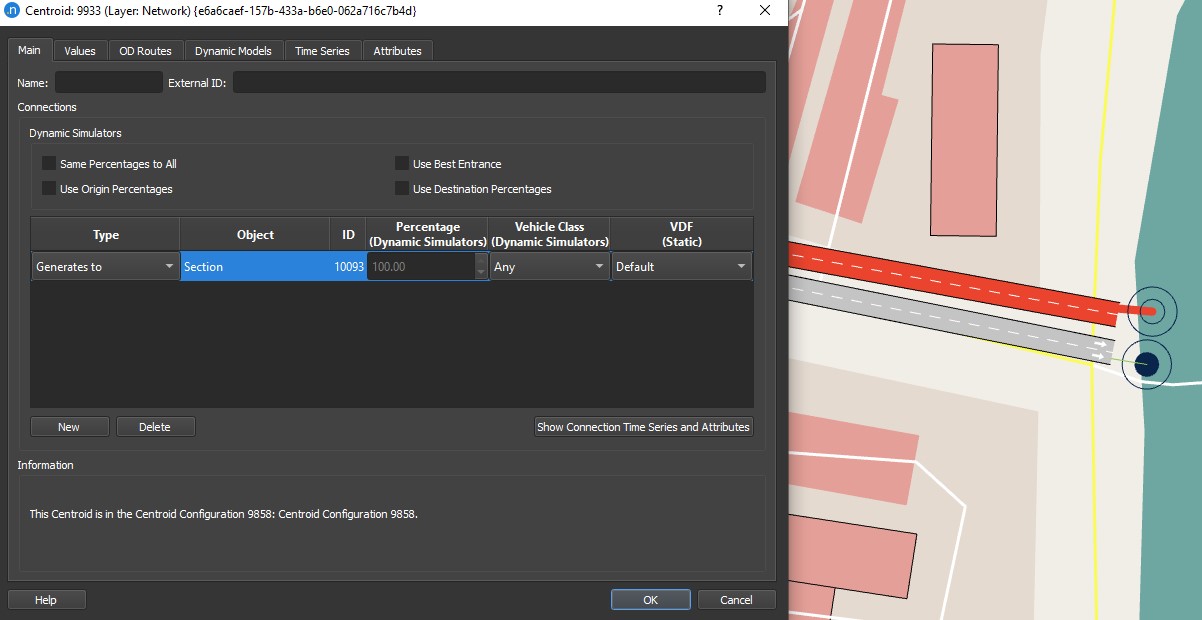 .n Centroid: 9933 (Layer: Network) {e6a6caef-157b-433a-b6e0-062a716c7b4d} ?
Main Values OD Routes Dynamic Models Time Series Attributes
Name: External ID:
Connections
Dynamic Simulators
Same Percentages to All Use Best Entrance
Use Origin Percentages Use Destination Percentages
Type Object ID Percentage (Dynamic Simulators) Vehicle Class (Dynamic Simulators) VDF (Static)
Generates to Section 10093 100.00 Any Default
New Delete Show Connection Time Series and Attributes
Information
This Centroid is in the Centroid Configuration 9858: Centroid Configuration 9858.
Help OK Cancel